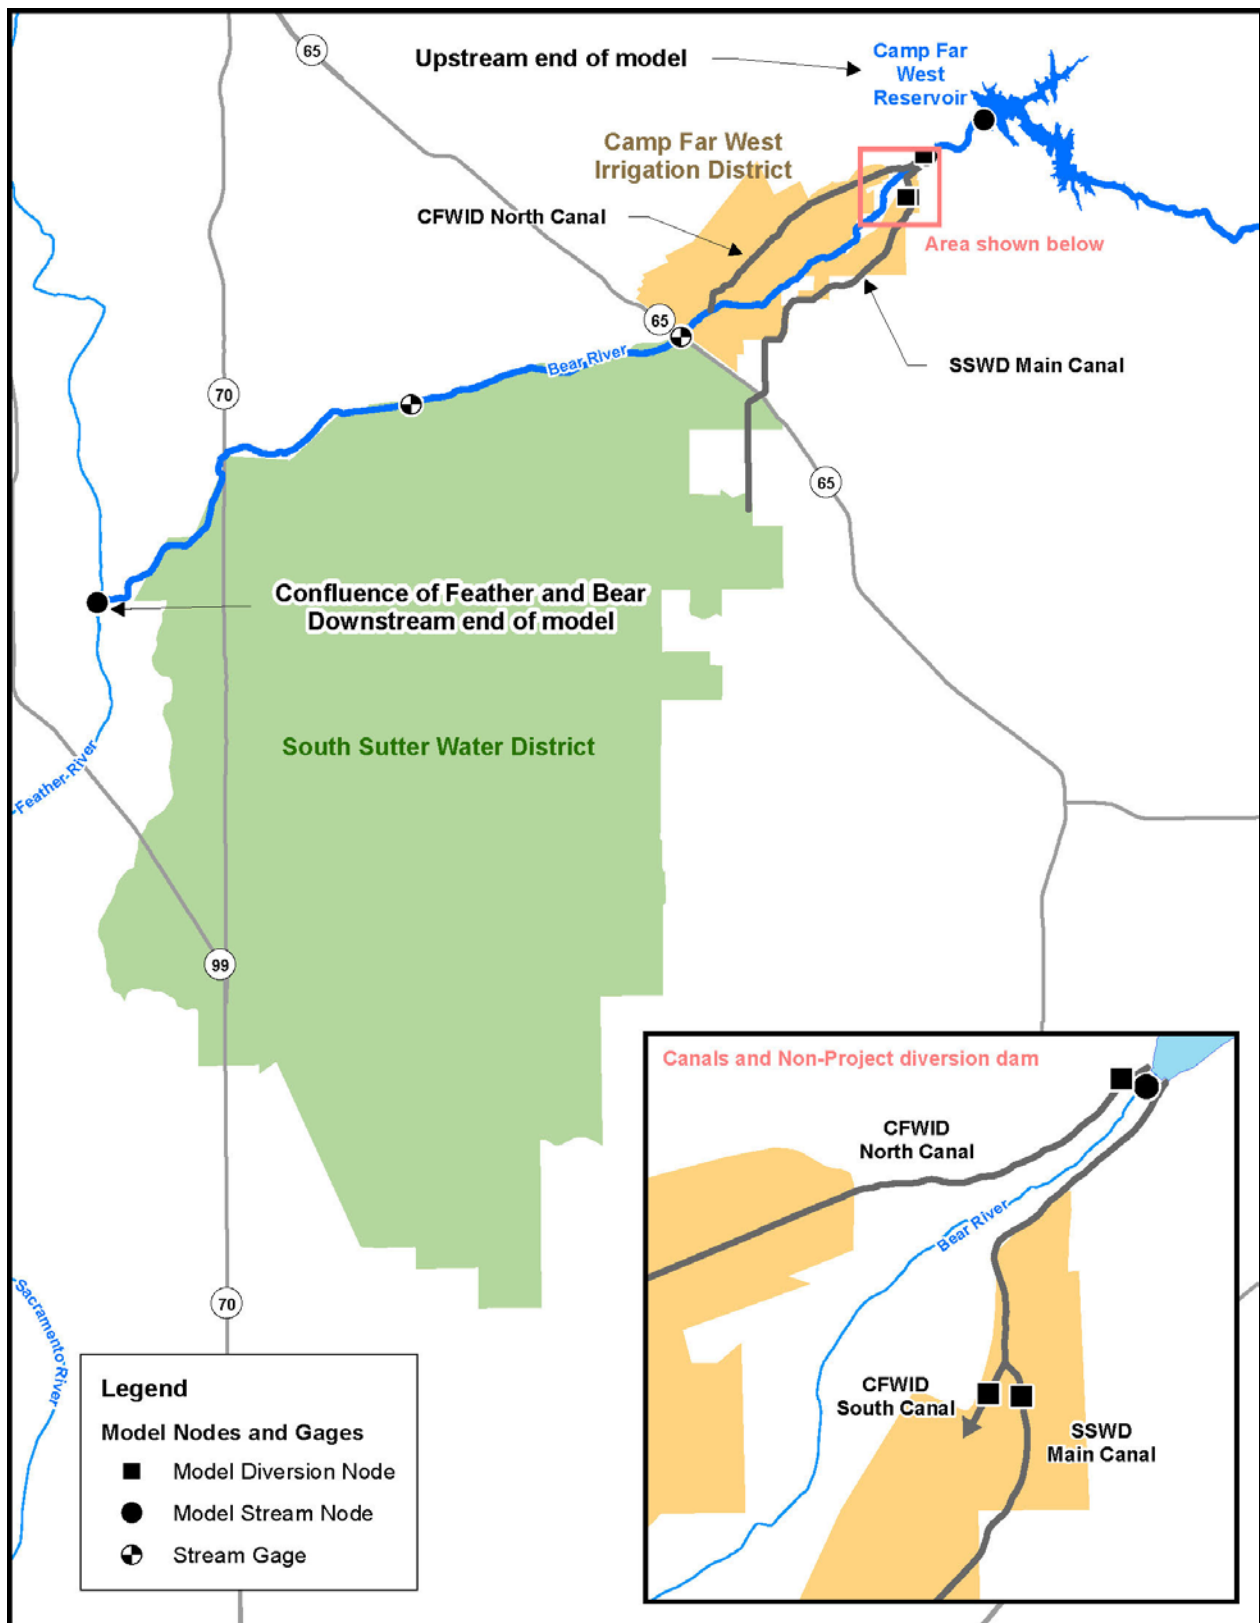 65
Upstream end of model
Camp Far
West
Reservoir
Camp Far West
Irrigation District
CFWID North Canal
Area shown below
65
Bear River
SSWD Main Canal
70
65
Confluence of Feather and Bear
Downstream end of model
South Sutter Water District
Feather River
99
Canals and Non-Project diversion dam
CFWID
North Canal
Bear River
70
Sacramento River
CFWID
South Canal
SSWD
Main Canal
Legend
Model Nodes and Gages
Model Diversion Node
Model Stream Node
Stream Gage